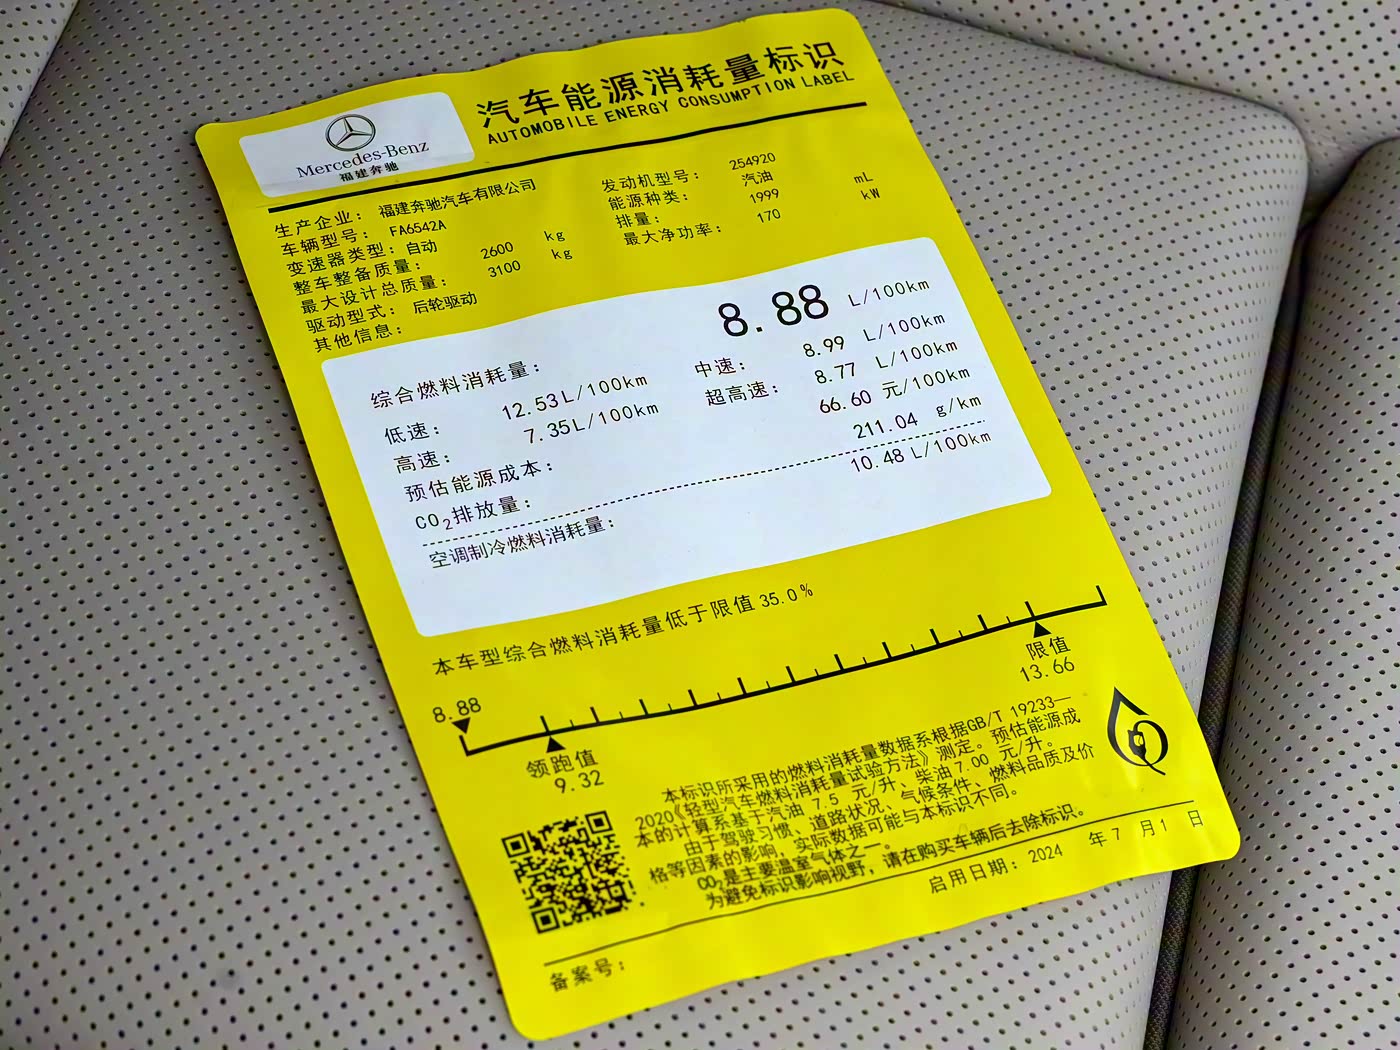 Mercedes-Benz
福建奔驰
汽车能源消耗量标识
AUTOMOBILE ENERGY CONSUMPTION LABEL
生产企业： 福建奔驰汽车有限公司
车辆型号： FA6542A
变速器类型：自动
整车整备质量： 2600 kg
最大设计总质量： 3100 kg
驱动型式： 后轮驱动
其他信息：
发动机型号： 254920
能源种类： 汽油
排量： 1999 mL
最大净功率： 170 kW
综合燃料消耗量： 8.88 L/100km
低速： 12.53L/100km 中速： 8.99 L/100km
高速： 7.35L/100km 超高速： 8.77 L/100km
预估能源成本： 66.60 元/100km
CO₂排放量： 211.04 g/km
空调制冷燃料消耗量： 10.48 L/100km
本车型综合燃料消耗量低于限值35.0%
8.88
领跑值
9.32
限值
13.66
本标识所采用的燃料消耗量数据系根据GB/T 19233—
2020《轻型汽车燃料消耗量试验方法》测定。预估能源成
本的计算系基于汽油 7.5 元/升、柴油7.00 元/升。
由于驾驶习惯、道路状况、气候条件、燃料品质及价
格等因素的影响，实际数据可能与本标识不同。
CO₂是主要温室气体之一。
为避免标识影响视野，请在购买车辆后去除标识。
启用日期：2024 年 7 月1 日
备案号：